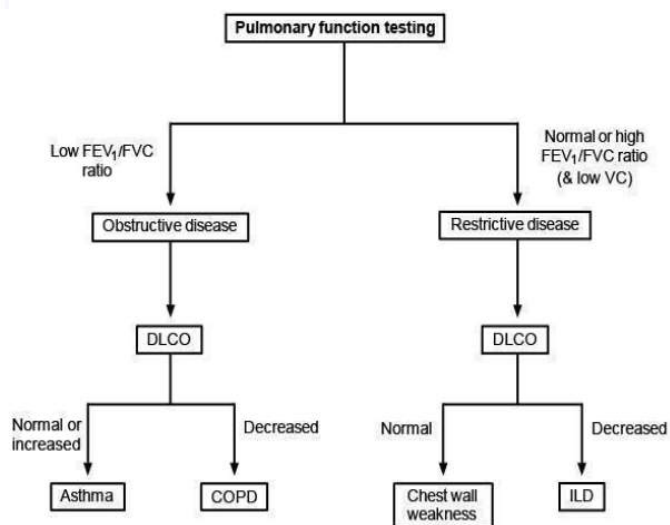 Pulmonary function testing
Low FEV₁/FVC
ratio
Normal or high
FEV₁/FVC ratio
(& low VC)
Obstructive disease
Restrictive disease
DLCO
DLCO
Normal or
increased
Decreased
Normal
Decreased
Asthma
COPD
Chest wall
weakness
ILD